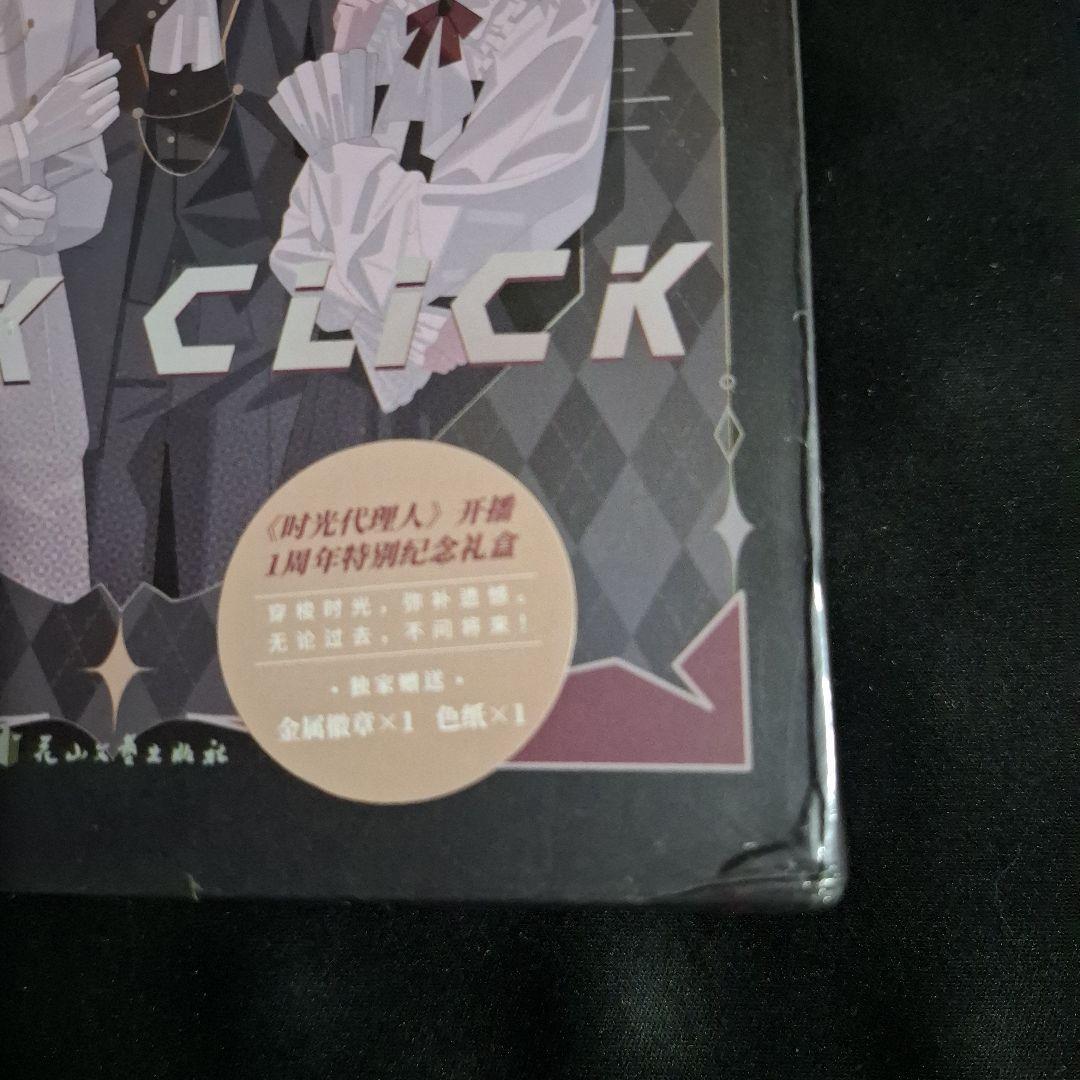 K CLICK
《时光代理人》开播
1周年特别纪念礼盒
穿梭时光，弥补遗憾。
无论过去，不问将来！
·独家赠送·
金属徽章×1 色纸×1
花山文艺出版社